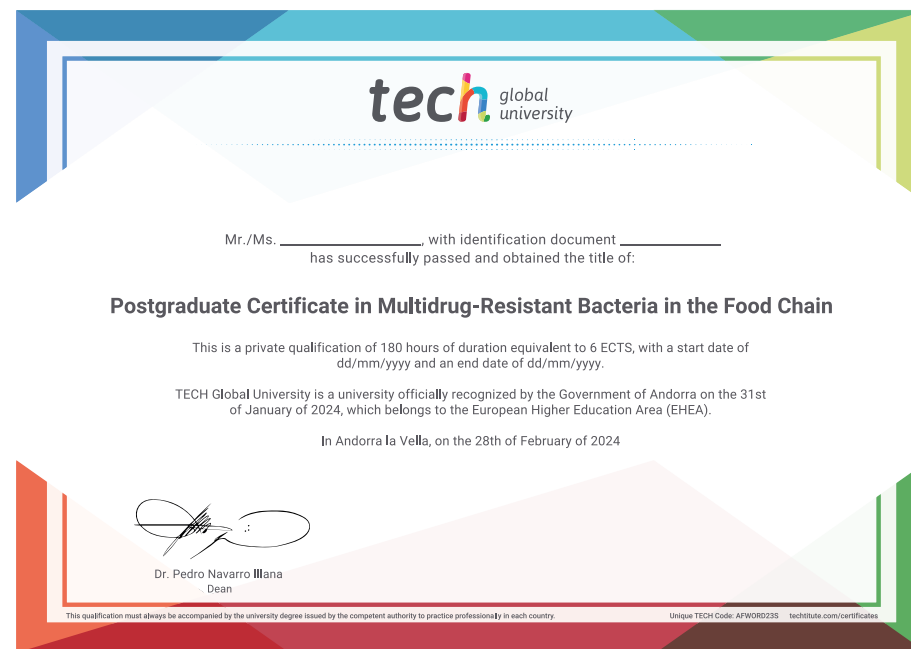 tech global university
Mr./Ms. ____________________, with identification document ______________
has successfully passed and obtained the title of:
Postgraduate Certificate in Multidrug-Resistant Bacteria in the Food Chain
This is a private qualification of 180 hours of duration equivalent to 6 ECTS, with a start date of
dd/mm/yyyy and an end date of dd/mm/yyyy.
TECH Global University is a university officially recognized by the Government of Andorra on the 31st
of January of 2024, which belongs to the European Higher Education Area (EHEA).
In Andorra la Vella, on the 28th of February of 2024
Dr. Pedro Navarro Illana
Dean
This qualification must always be accompanied by the university degree issued by the competent authority to practice professionally in each country.
Unique TECH Code: AFWORD23S techtitute.com/certificates